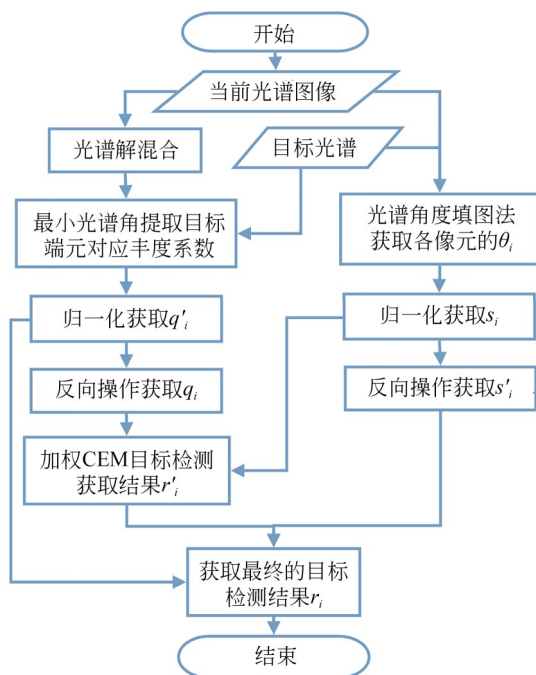 开始
当前光谱图像
光谱解混合
目标光谱
最小光谱角提取目标
端元对应丰度系数
光谱角度填图法
获取各像元的θi
归一化获取q′i
归一化获取si
反向操作获取qi
反向操作获取s′i
加权CEM目标检测
获取结果r′i
获取最终的目标
检测结果ri
结束